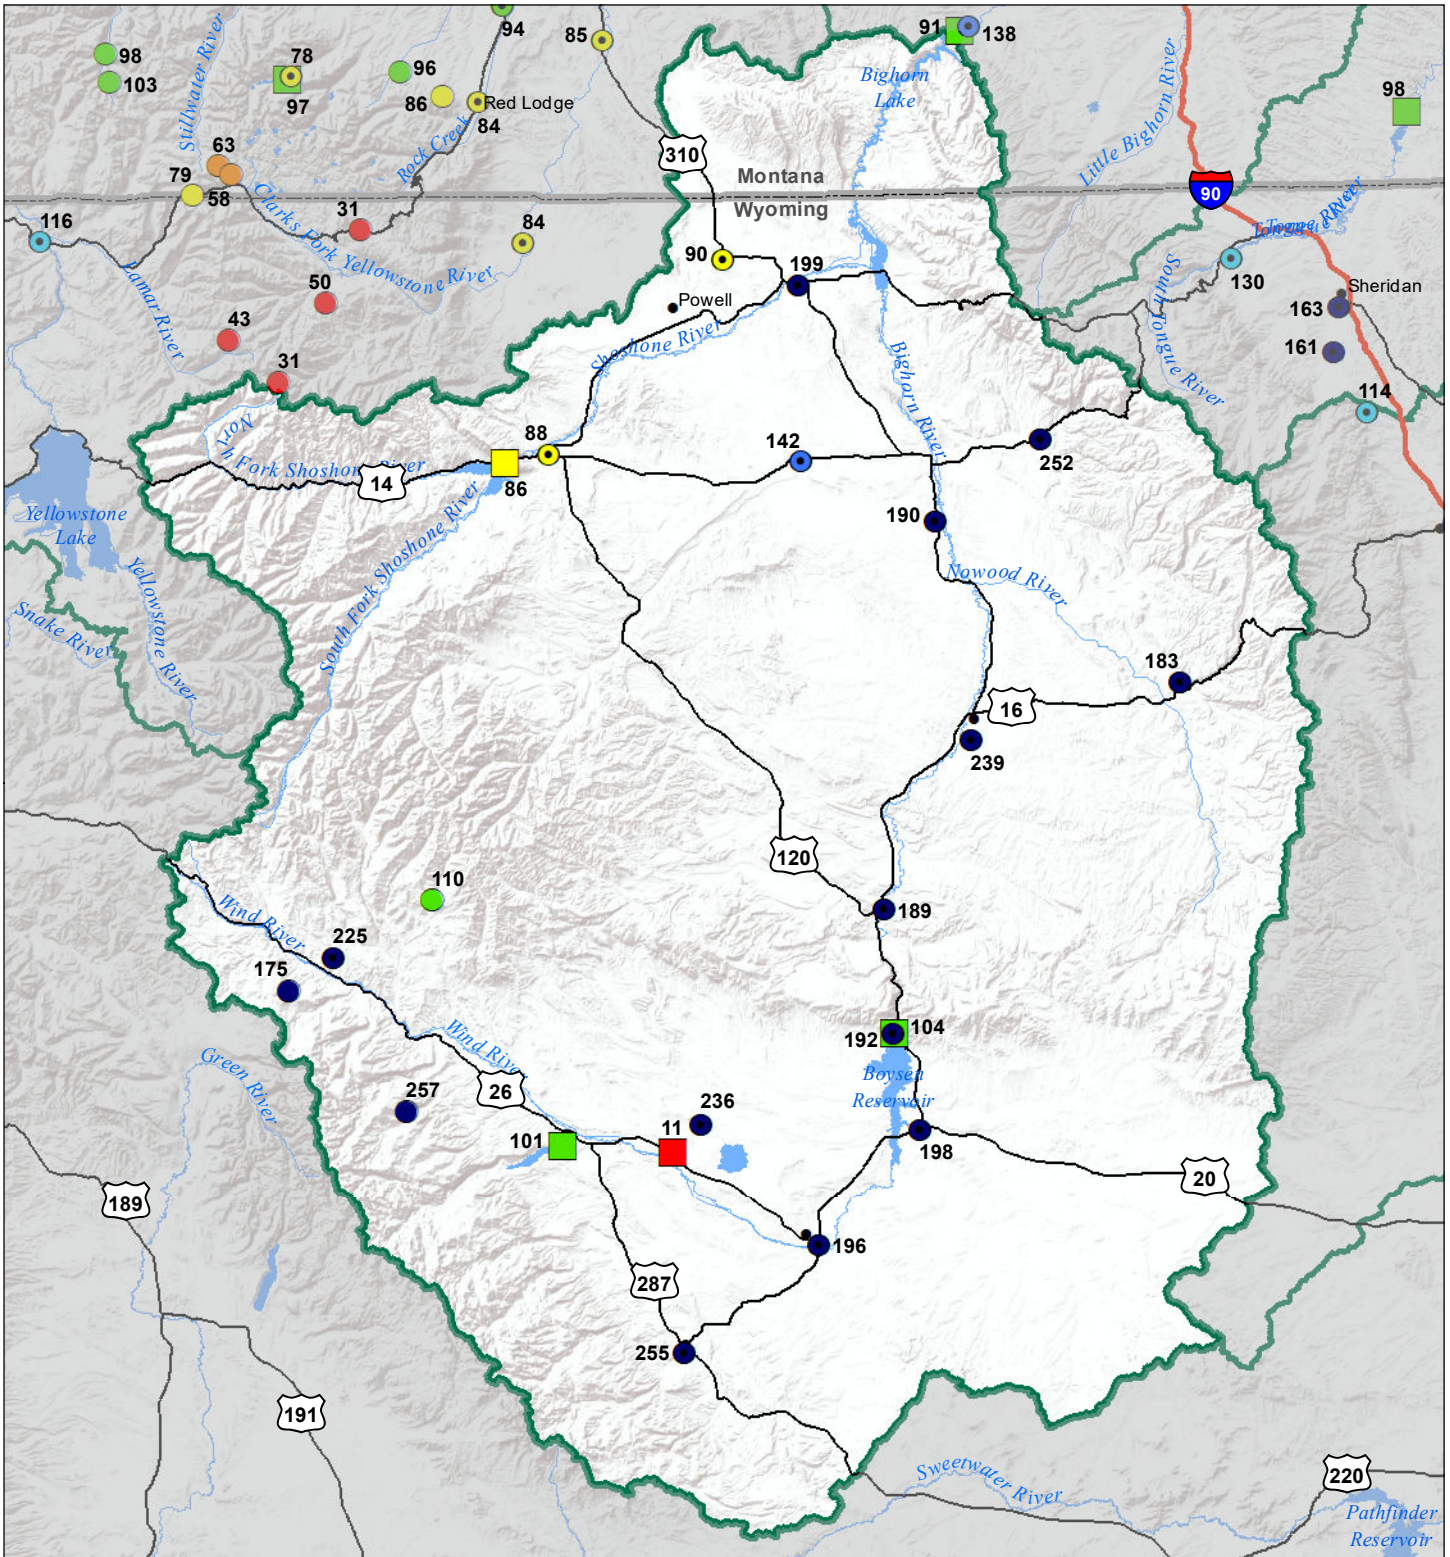 94
85
91
138
98
78
96
Stillwater River
Bighorn
Lake
103
97
86
Red Lodge
84
98
Little Bighorn River
63
Rock Creek
310
Montana
Wyoming
90
79
58
Clarks Fork Yellowstone River
116
31
84
Tongue River
Tongue River
130
Lamar River
50
90
199
South Tongue River
Sheridan
163
Powell
43
Shoshone River
161
31
Bighorn River
114
North Fork Shoshone River
88
142
252
14
86
190
Yellowstone
Lake
South Fork Shoshone River
Nowood River
Yellowstone River
Snake River
183
16
239
120
110
189
Wind River
225
175
104
192
Wind River
Green River
Boysen
Reservoir
257
26
236
101
11
198
20
189
196
287
255
191
Sweetwater River
220
Pathfinder
Reservoir